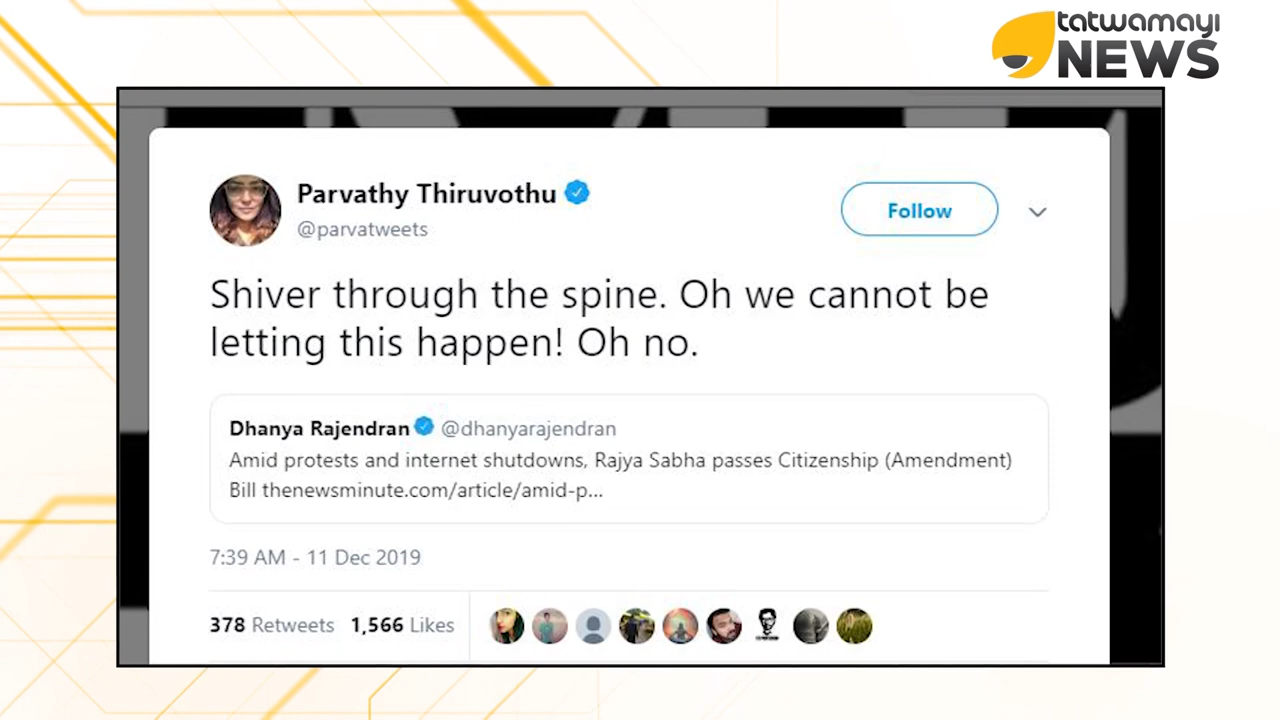 tatwamayi
NEWS
Parvathy Thiruvothu
@parvatweets
Follow
Shiver through the spine. Oh we cannot be
letting this happen! Oh no.
Dhanya Rajendran @dhanyarajendran
Amid protests and internet shutdowns, Rajya Sabha passes Citizenship (Amendment)
Bill thenewsminute.com/article/amid-p...
7:39 AM - 11 Dec 2019
378 Retweets 1,566 Likes